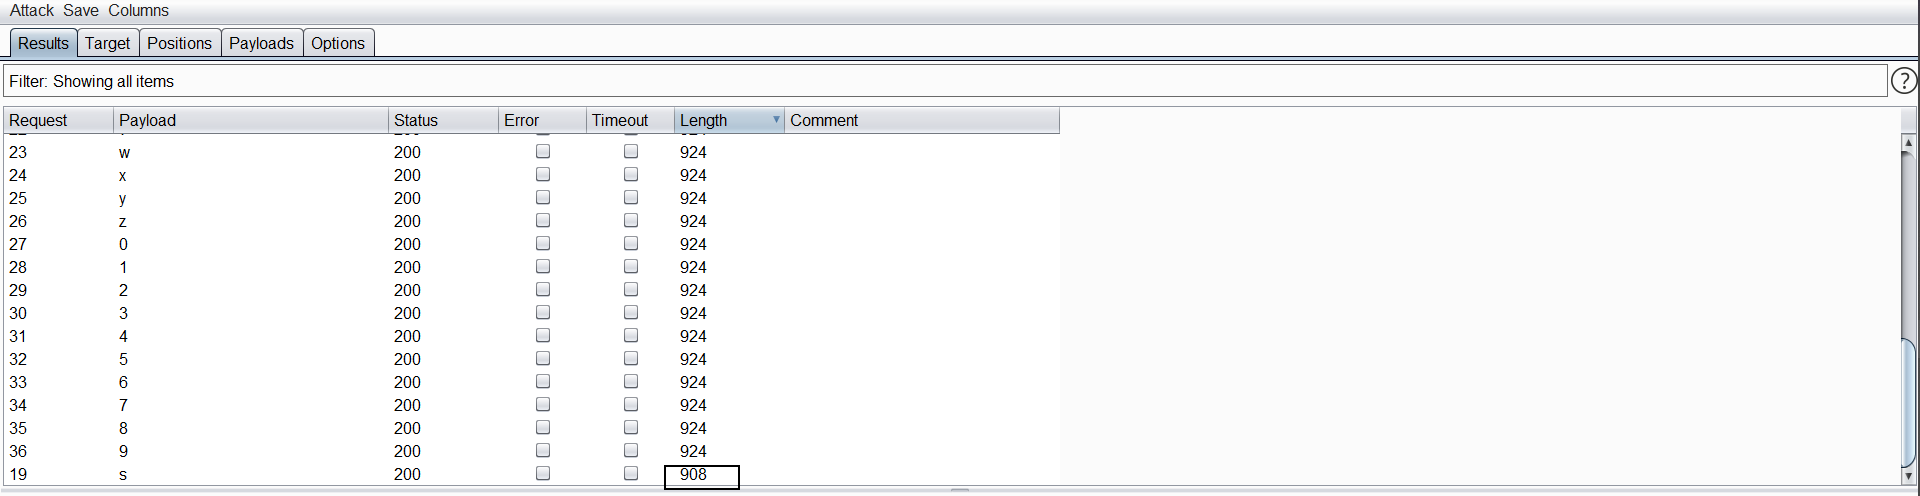 Attack Save Columns
Results Target Positions Payloads Options
Filter: Showing all items
?
Request Payload Status Error Timeout Length Comment
23 w 200 924
24 x 200 924
25 y 200 924
26 z 200 924
27 0 200 924
28 1 200 924
29 2 200 924
30 3 200 924
31 4 200 924
32 5 200 924
33 6 200 924
34 7 200 924
35 8 200 924
36 9 200 924
19 s 200 908